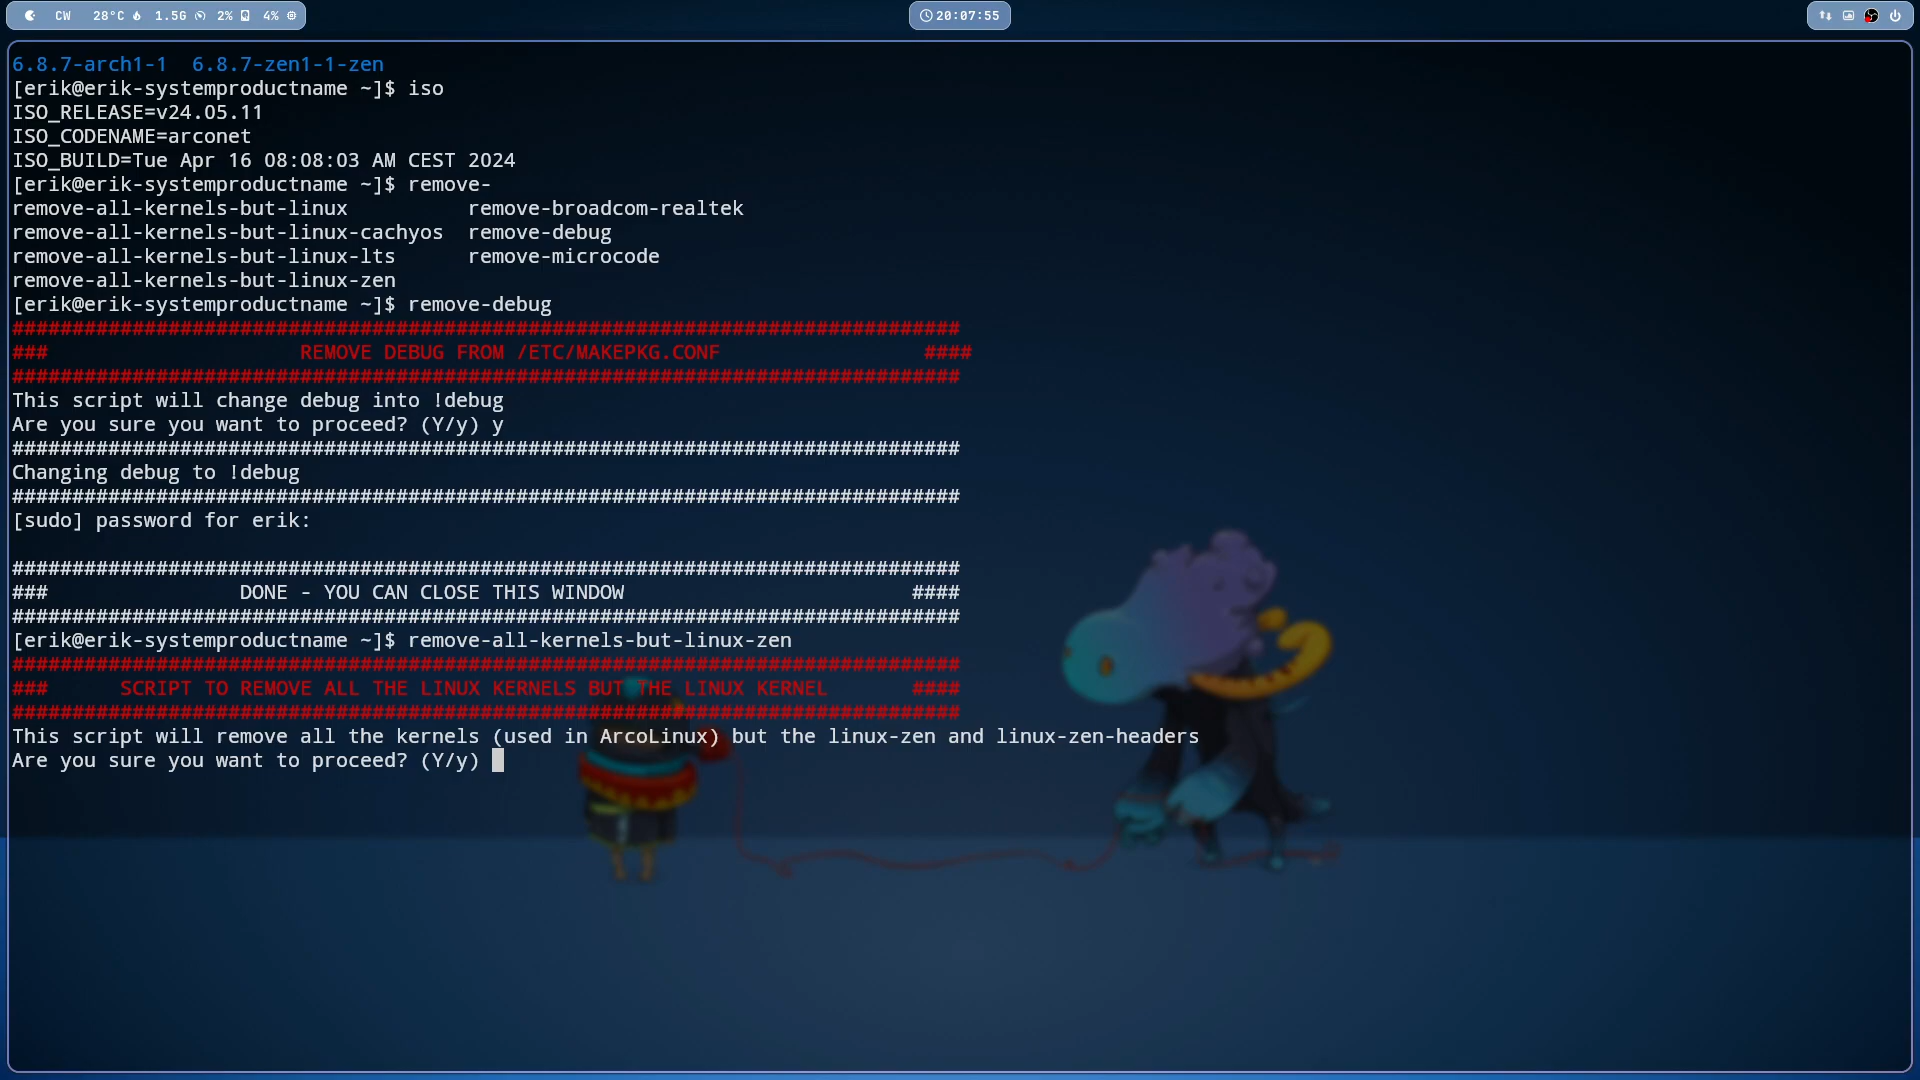 CW 28°C 1.5G 2% 4%
20:07:55
6.8.7-arch1-1  6.8.7-zen1-1-zen
[erik@erik-systemproductname ~]$ iso
ISO_RELEASE=v24.05.11
ISO_CODENAME=arconet
ISO_BUILD=Tue Apr 16 08:08:03 AM CEST 2024
[erik@erik-systemproductname ~]$ remove-
remove-all-kernels-but-linux          remove-broadcom-realtek
remove-all-kernels-but-linux-cachyos  remove-debug
remove-all-kernels-but-linux-lts      remove-microcode
remove-all-kernels-but-linux-zen
[erik@erik-systemproductname ~]$ remove-debug
###############################################################################
###                     REMOVE DEBUG FROM /ETC/MAKEPKG.CONF                 ####
###############################################################################
This script will change debug into !debug
Are you sure you want to proceed? (Y/y) y
###############################################################################
Changing debug to !debug
###############################################################################
[sudo] password for erik:
###############################################################################
###                DONE - YOU CAN CLOSE THIS WINDOW                        ####
###############################################################################
[erik@erik-systemproductname ~]$ remove-all-kernels-but-linux-zen
###############################################################################
###      SCRIPT TO REMOVE ALL THE LINUX KERNELS BUT THE LINUX KERNEL       ####
###############################################################################
This script will remove all the kernels (used in ArcoLinux) but the linux-zen and linux-zen-headers
Are you sure you want to proceed? (Y/y)